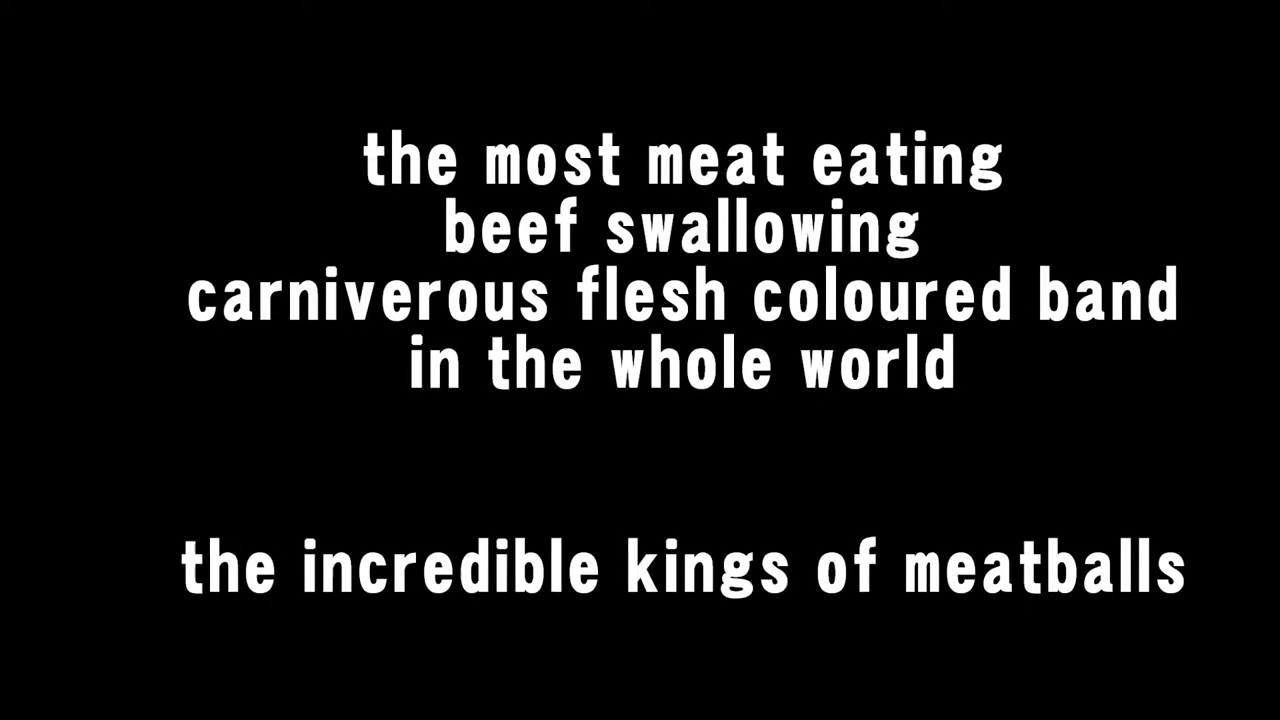 the most meat eating
beef swallowing
carniverous flesh coloured band
in the whole world
the incredible kings of meatballs